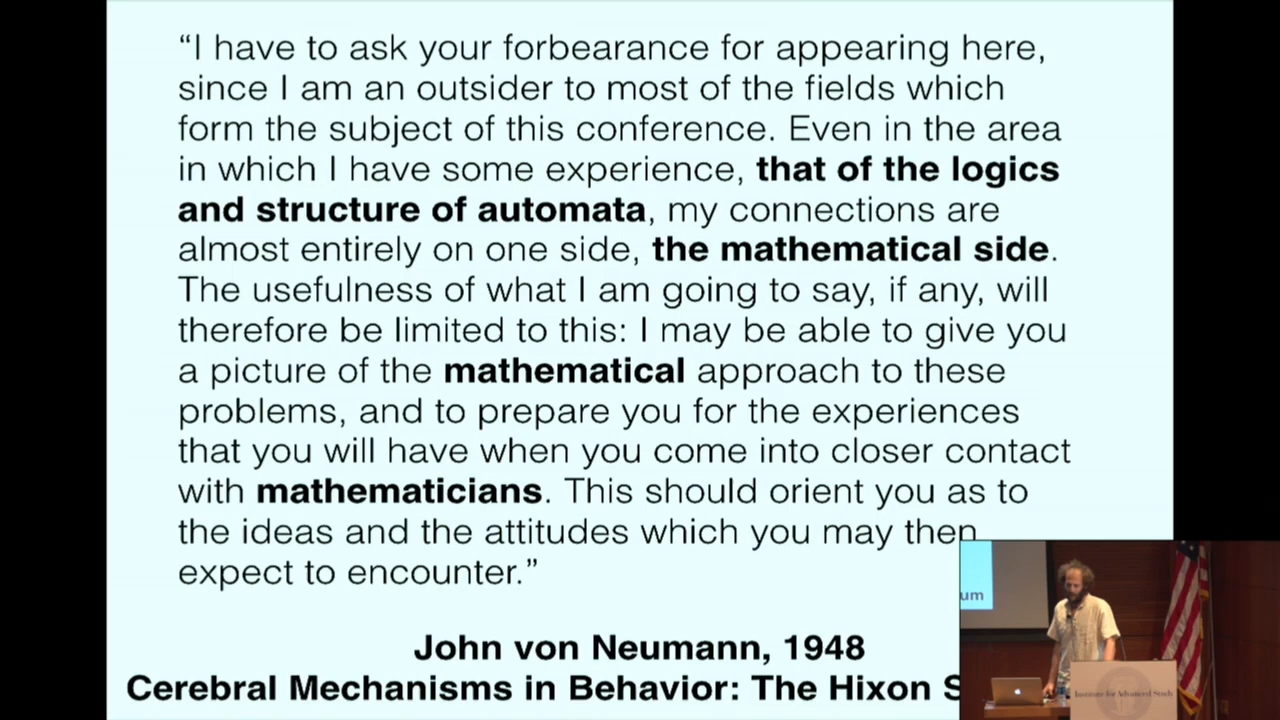 “I have to ask your forbearance for appearing here,
since I am an outsider to most of the fields which
form the subject of this conference. Even in the area
in which I have some experience, that of the logics
and structure of automata, my connections are
almost entirely on one side, the mathematical side.
The usefulness of what I am going to say, if any, will
therefore be limited to this: I may be able to give you
a picture of the mathematical approach to these
problems, and to prepare you for the experiences
that you will have when you come into closer contact
with mathematicians. This should orient you as to
the ideas and the attitudes which you may then
expect to encounter.”
John von Neumann, 1948
Cerebral Mechanisms in Behavior: The Hixon S
um
Institute for Advanced Study